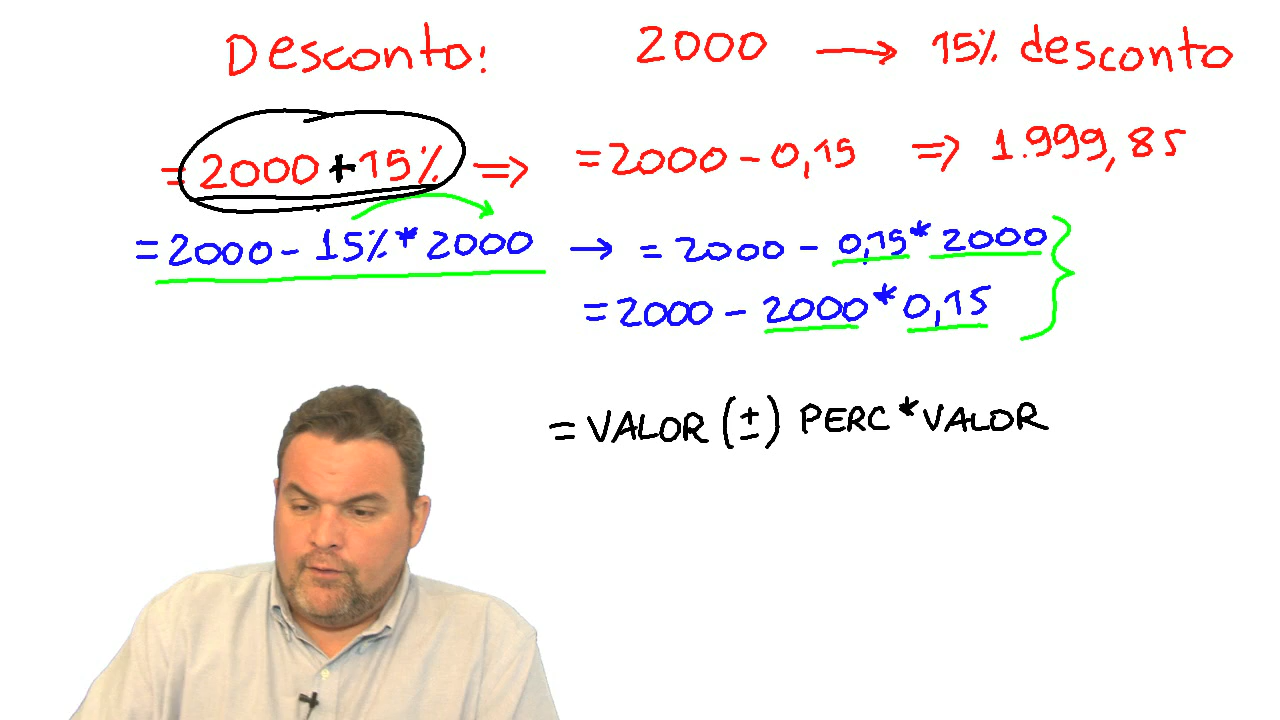 Desconto: 2000 → 15% desconto
= 2000 + 15% ⇒ = 2000 - 0,15 ⇒ 1.999,85
= 2000 - 15% * 2000 → = 2000 - 0,15 * 2000
= 2000 - 2000 * 0,15
= VALOR (±) PERC * VALOR